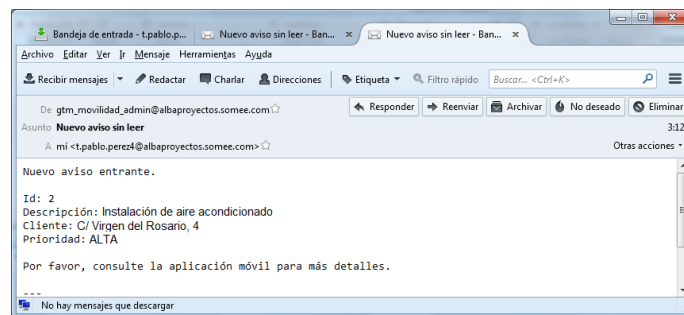 Bandeja de entrada - t.pablo.p...
Nuevo aviso sin leer - Ban...
Nuevo aviso sin leer - Ban...
Archivo Editar Ver Ir Mensaje Herramientas Ayuda
Recibir mensajes Redactar Charlar Direcciones Etiqueta Filtro rápido Buscar... <Ctrl+K>
De gtm_movilidad_admin@albaproyectos.somee.com Responder Reenviar Archivar No deseado Eliminar
Asunto Nuevo aviso sin leer 3:12
A mí <t.pablo.perez4@albaproyectos.somee.com> Otras acciones
Nuevo aviso entrante.
Id: 2
Descripción: Instalación de aire acondicionado
Cliente: C/ Virgen del Rosario, 4
Prioridad: ALTA
Por favor, consulte la aplicación móvil para más detalles.
---
No hay mensajes que descargar